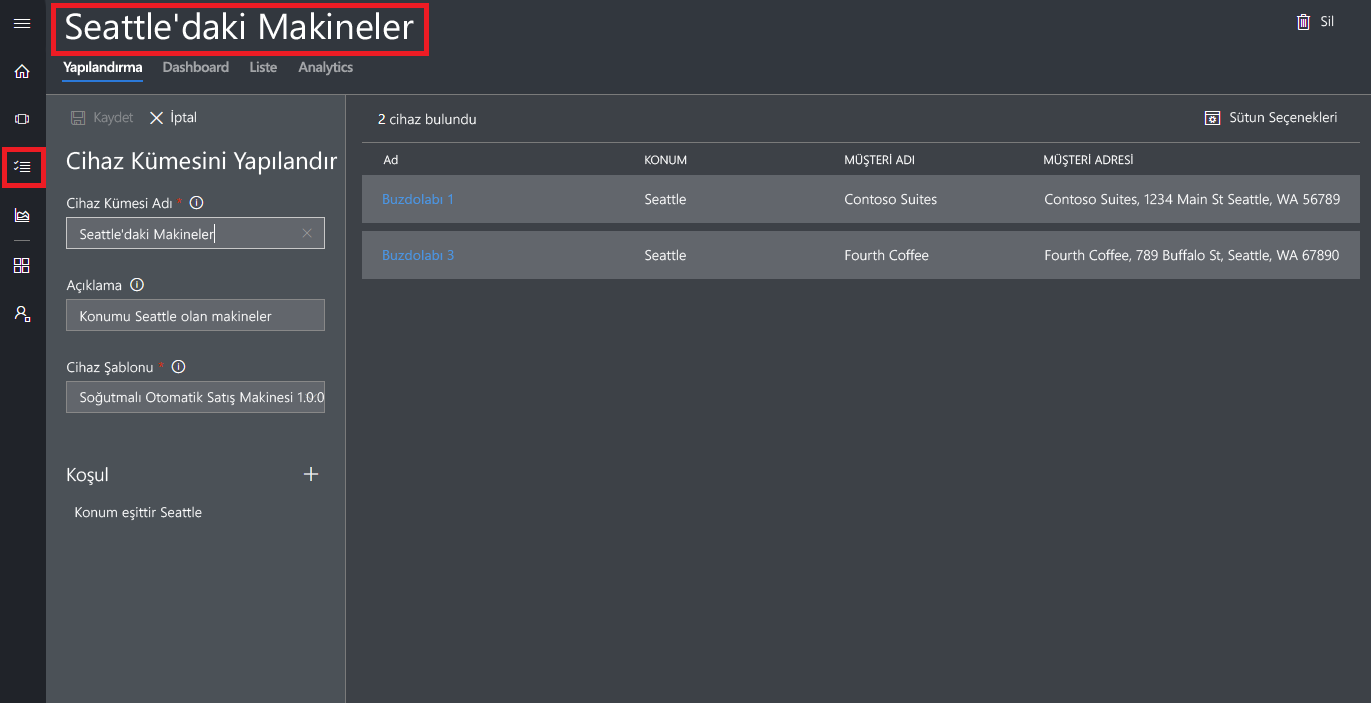 Seattle'daki Makineler
Sil
Yapılandırma Dashboard Liste Analytics
Kaydet İptal
Cihaz Kümesini Yapılandır
Cihaz Kümesi Adı *
Seattle'daki Makineler
Açıklama
Konumu Seattle olan makineler
Cihaz Şablonu *
Soğutmalı Otomatik Satış Makinesi 1.0.0
Koşul
Konum eşittir Seattle
2 cihaz bulundu Sütun Seçenekleri
Ad KONUM MÜŞTERİ ADI MÜŞTERİ ADRESİ
Buzdolabı 1 Seattle Contoso Suites Contoso Suites, 1234 Main St Seattle, WA 56789
Buzdolabı 3 Seattle Fourth Coffee Fourth Coffee, 789 Buffalo St, Seattle, WA 67890